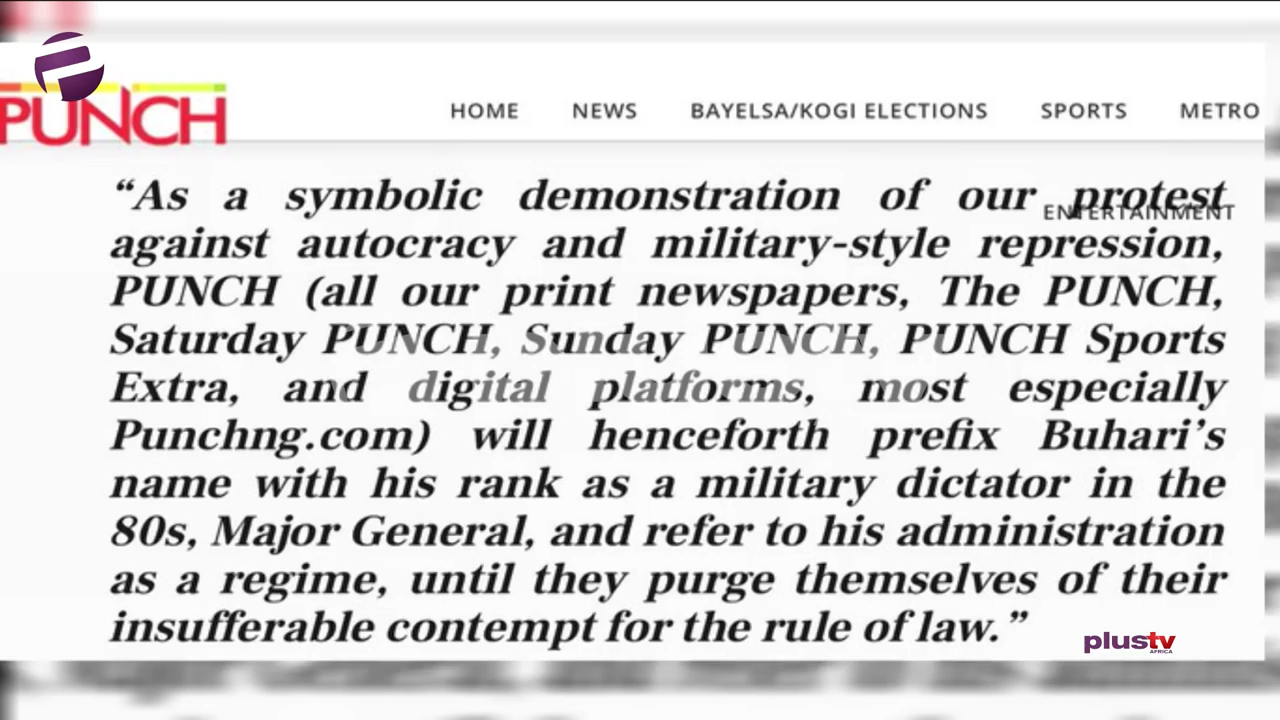 PUNCH
HOME NEWS BAYELSA/KOGI ELECTIONS SPORTS METRO
ENTERTAINMENT
“As a symbolic demonstration of our protest
against autocracy and military-style repression,
PUNCH (all our print newspapers, The PUNCH,
Saturday PUNCH, Sunday PUNCH, PUNCH Sports
Extra, and digital platforms, most especially
Punchng.com) will henceforth prefix Buhari’s
name with his rank as a military dictator in the
80s, Major General, and refer to his administration
as a regime, until they purge themselves of their
insufferable contempt for the rule of law.”
plustv
AFRICA